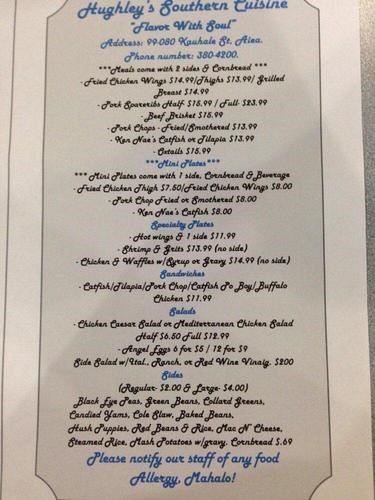 Hughley's Southern Cuisine
"Flavor With Soul"
Address: 99-080 Kauhale St, Aiea.
Phone number: 380-4200.
***Meals come with 2 sides & Cornbread ***
- Fried Chicken Wings $14.99/Thighs $13.99/ Grilled
Breast $14.99
- Pork Spareribs Half $15.99 / Full- $23.99
- Beef Brisket $15.99
- Pork Chops - Fried/Smothered $13.99
- Ken Nae's Catfish or Tilapia $13.99
- Oxtails $15.99
***Mini Plates***
*** Mini Plates come with 1 side, Cornbread & Beverage
- Fried Chicken Thigh $7.50/Fried Chicken Wings $8.00
- Pork Chop Fried or Smothered $8.00
- Ken Nae's Catfish $8.00
Specialty Plates
- Hot wings & 1 side $11.99
- Shrimp & Grits $13.99 (no side)
- Chicken & Waffles w/Syrup or Gravy $14.99 (no side)
Sandwiches
- Catfish/Tilapia/Pork Chop/Catfish Po Boy/Buffalo
Chicken $11.99
Salads
- Chicken Caesar Salad or Mediterranean Chicken Salad
Half $6.50 Full $12.99
- Angel Eggs 6 for $5 / 12 for $9
Side Salad w/Ital., Ranch, or Red Wine Vinaig. $200
Sides
(Regular- $2.00 & Large- $4.00)
Black Eye Peas, Green Beans, Collard Greens,
Candied Yams, Cole Slaw, Baked Beans,
Hush Puppies, Red Beans & Rice, Mac N' Cheese,
Steamed Rice, Mash Potatoes w/gravy, Cornbread $.69
Please notify our staff of any food
Allergy, Mahalo!